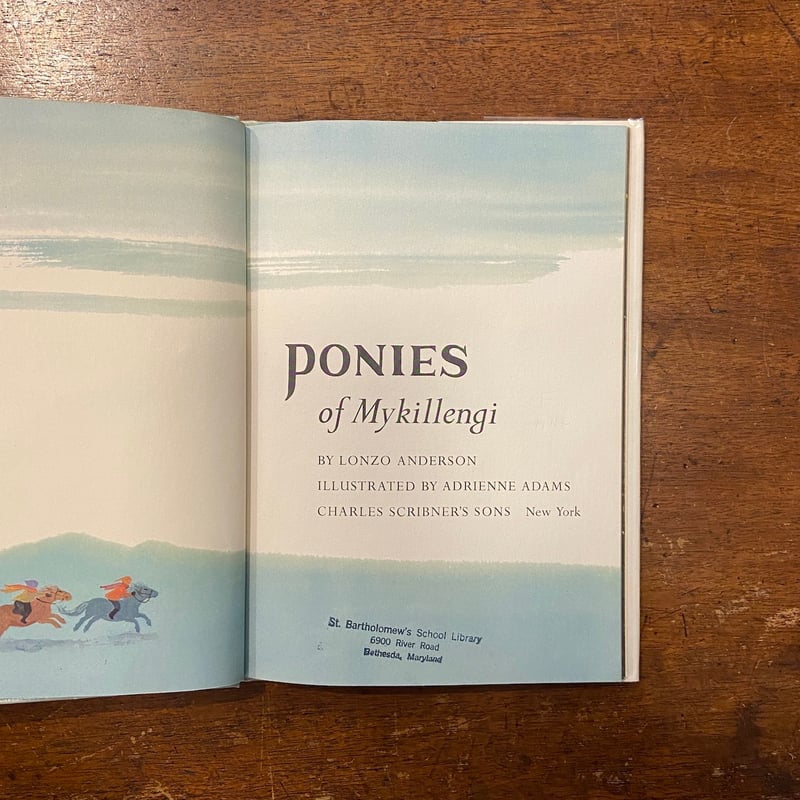 PONIES
of Mykillengi
BY LONZO ANDERSON
ILLUSTRATED BY ADRIENNE ADAMS
CHARLES SCRIBNER'S SONS New York
St. Bartholomew's School Library
6900 River Road
Bethesda, Maryland